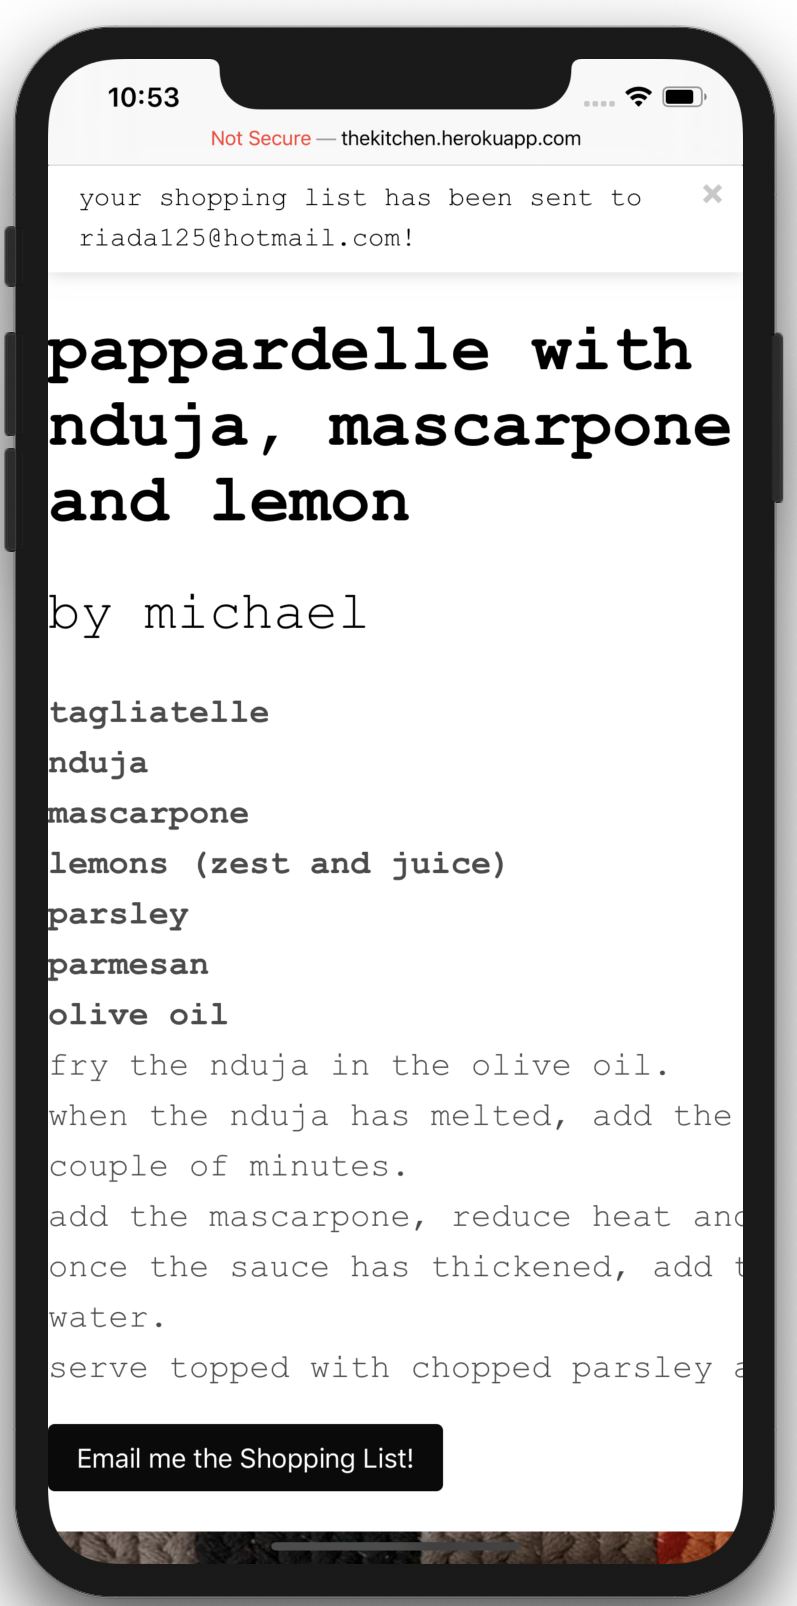 10:53
Not Secure — thekitchen.herokuapp.com
your shopping list has been sent to
riada125@hotmail.com!
×
pappardelle with
nduja, mascarpone
and lemon
by michael
tagliatelle
nduja
mascarpone
lemons (zest and juice)
parsley
parmesan
olive oil
fry the nduja in the olive oil.
when the nduja has melted, add the
couple of minutes.
add the mascarpone, reduce heat and
once the sauce has thickened, add
water.
serve topped with chopped parsley
Email me the Shopping List!